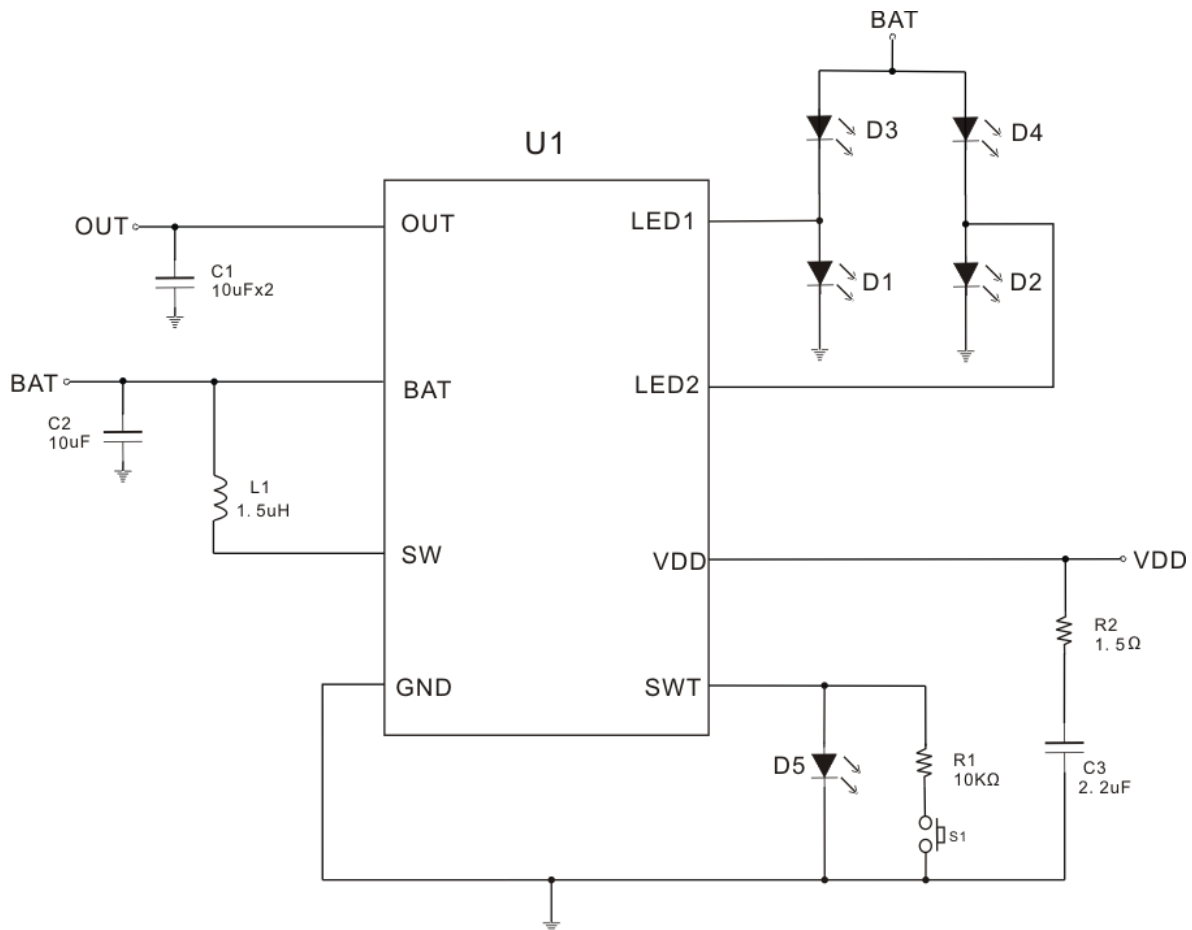 BAT
D3
D4
U1
OUT
OUT
LED1
C1
10uFx2
D1
D2
BAT
BAT
LED2
C2
10uF
L1
1. 5uH
SW
VDD
VDD
R2
1. 5Ω
GND
SWT
D5
R1
10KΩ
C3
2. 2uF
S1